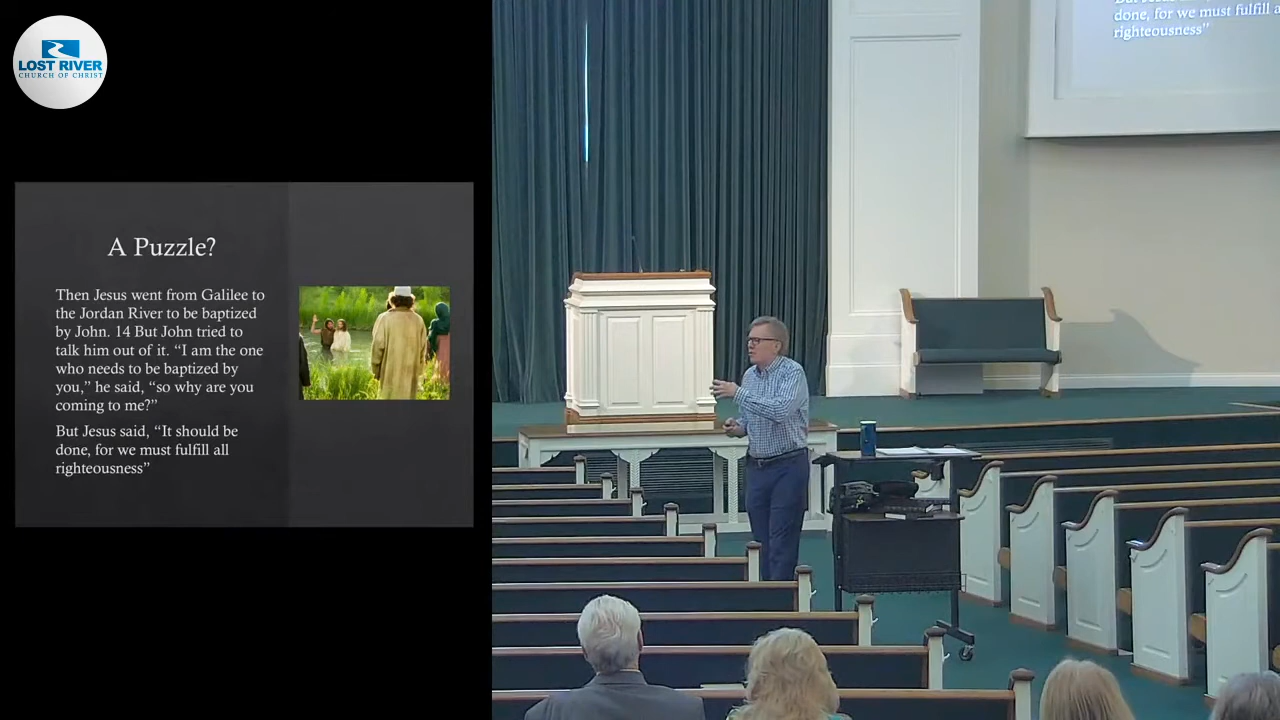 LOST RIVER
CHURCH OF CHRIST
A Puzzle?
Then Jesus went from Galilee to
the Jordan River to be baptized
by John. 14 But John tried to
talk him out of it. “I am the one
who needs to be baptized by
you,” he said, “so why are you
coming to me?”
But Jesus said, “It should be
done, for we must fulfill all
righteousness”
done, for we must fulfill a
righteousness”